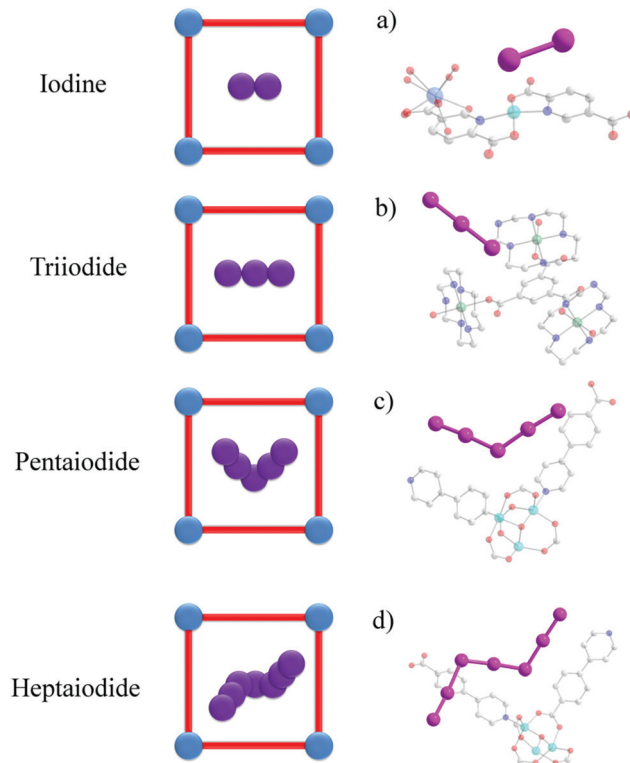 Iodine
a)
Triiodide
b)
Pentaiodide
c)
Heptaiodide
d)